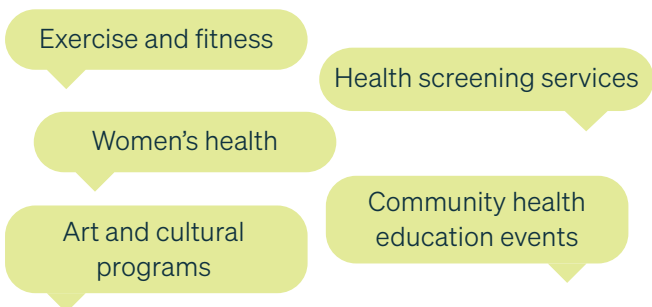 Exercise and fitness
Health screening services
Women’s health
Community health
education events
Art and cultural
programs